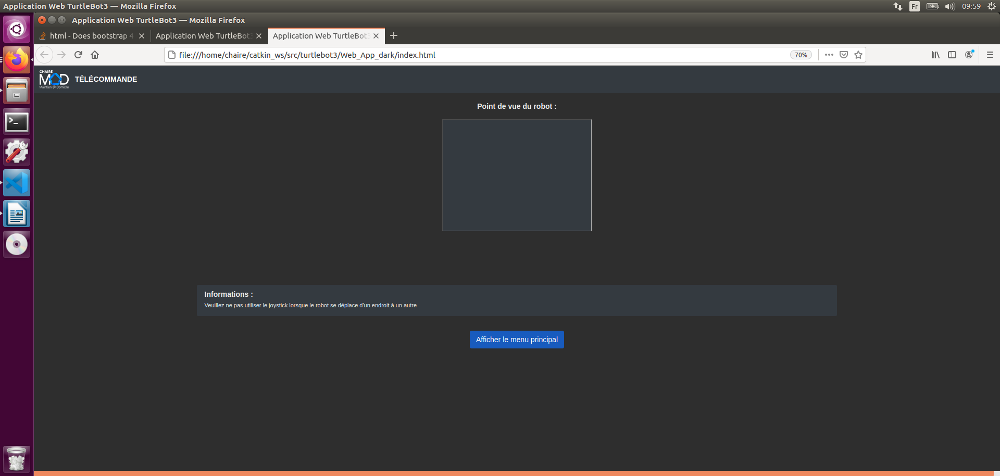 Application Web TurtleBot3 — Mozilla Firefox
Fr
09:59
Application Web TurtleBot3 — Mozilla Firefox
html - Does bootstrap 4
Application Web TurtleBot3
Application Web TurtleBot3
file:///home/chaire/catkin_ws/src/turtlebot3/Web_App_dark/index.html
70%
CHAIRE
MAD
Maintien @ Domicile
TÉLÉCOMMANDE
Point de vue du robot :
Informations :
Veuillez ne pas utiliser le joystick lorsque le robot se déplace d'un endroit à un autre
Afficher le menu principal